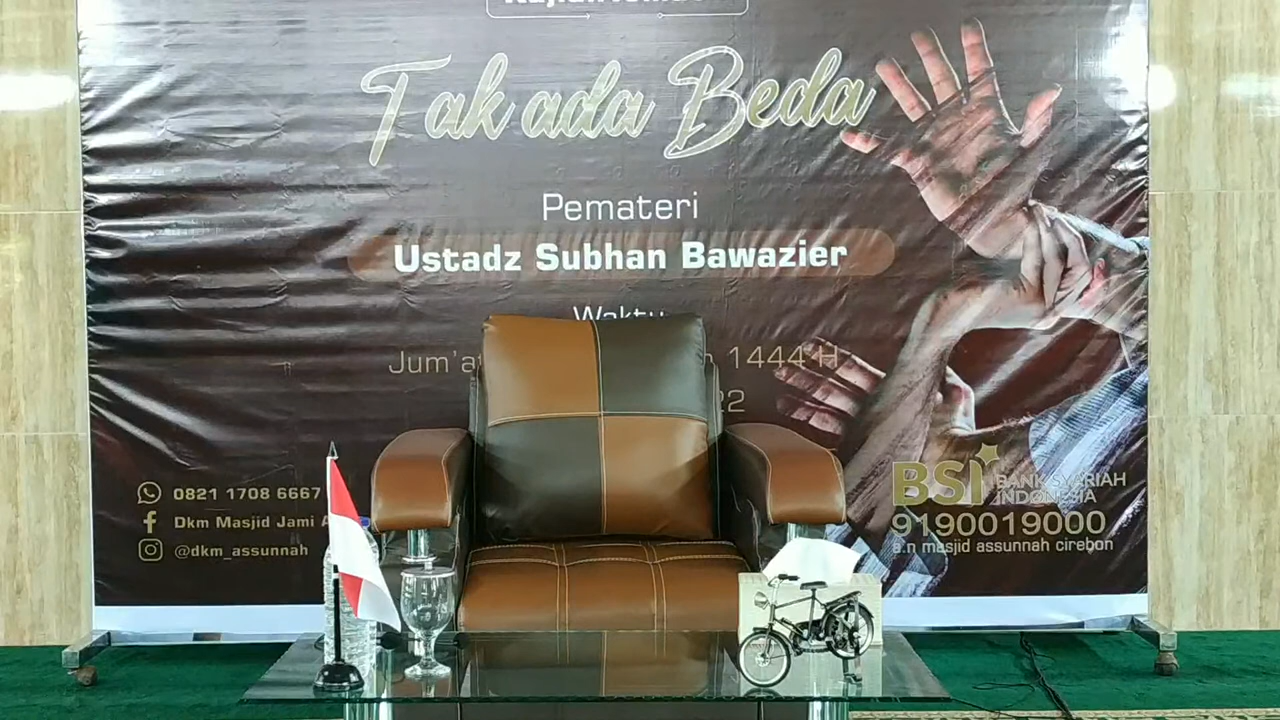 Tak ada Beda
Pemateri
Ustadz Subhan Bawazier
Waktu
1444 H
22
0821 1708 6667
Dkm Masjid Jami A
@dkm_assunnah
BSI BANK SYARIAH
INDONESIA
9190019000
a.n masjid assunnah cirebon